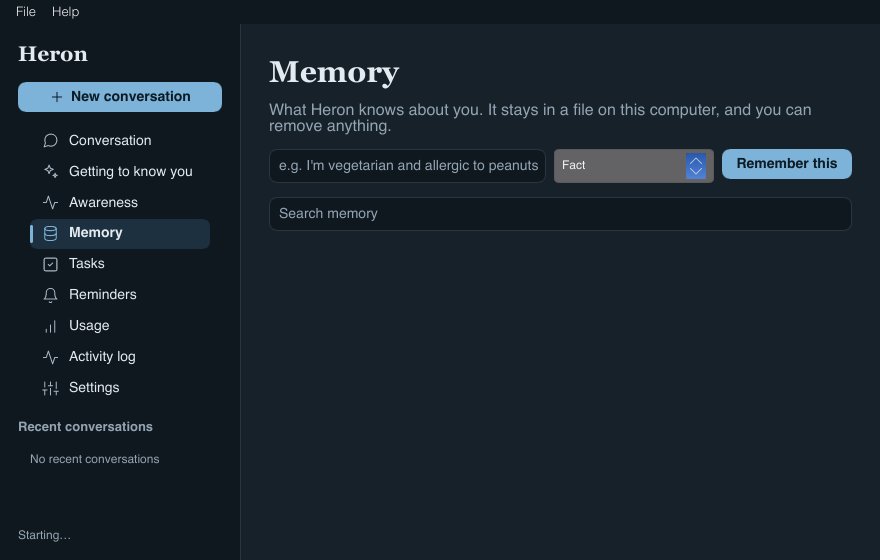 File Help
Heron
+ New conversation
Conversation
Getting to know you
Awareness
Memory
Tasks
Reminders
Usage
Activity log
Settings
Recent conversations
No recent conversations
Starting…
Memory
What Heron knows about you. It stays in a file on this computer, and you can
remove anything.
e.g. I'm vegetarian and allergic to peanuts
Fact
Remember this
Search memory